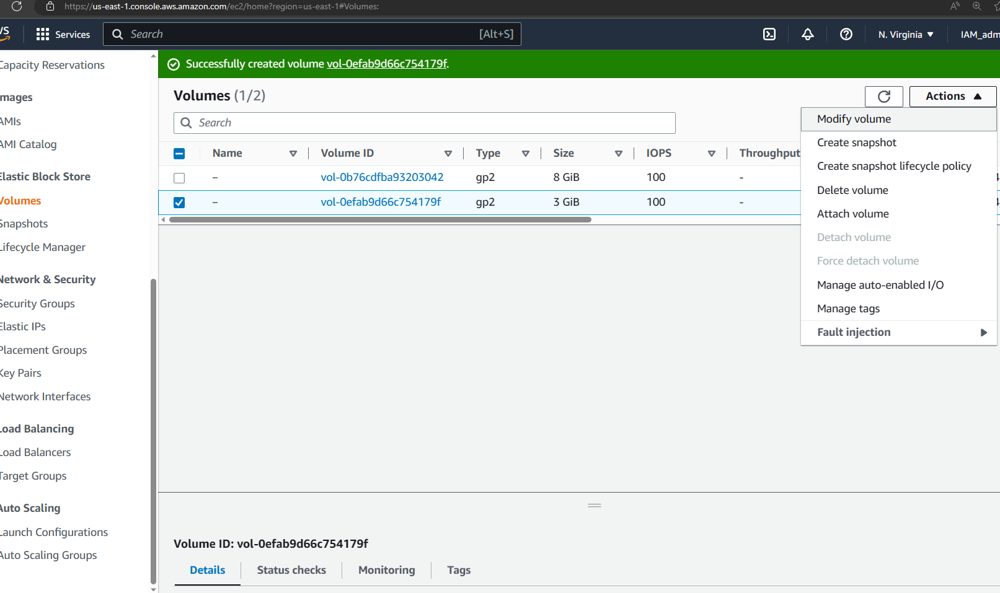 https://us-east-1.console.aws.amazon.com/ec2/home?region=us-east-1#Volumes:
Services
Search
[Alt+S]
N. Virginia
IAM_adm
Capacity Reservations
Images
AMIs
AMI Catalog
Elastic Block Store
Volumes
Snapshots
Lifecycle Manager
Network & Security
Security Groups
Elastic IPs
Placement Groups
Key Pairs
Network Interfaces
Load Balancing
Load Balancers
Target Groups
Auto Scaling
Launch Configurations
Auto Scaling Groups
Successfully created volume vol-0efab9d66c754179f.
Volumes (1/2)
Actions
Search
Name Volume ID Type Size IOPS Throughput
– vol-0b76cdfba93203042 gp2 8 GiB 100 -
– vol-0efab9d66c754179f gp2 3 GiB 100 -
Modify volume
Create snapshot
Create snapshot lifecycle policy
Delete volume
Attach volume
Detach volume
Force detach volume
Manage auto-enabled I/O
Manage tags
Fault injection
Volume ID: vol-0efab9d66c754179f
Details Status checks Monitoring Tags